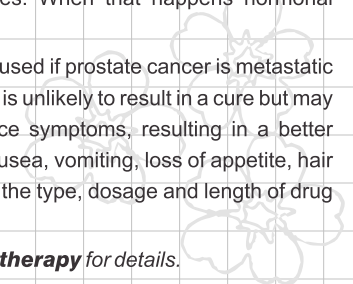 es. When that happens hormonal
used if prostate cancer is metastatic
is unlikely to result in a cure but may
ce symptoms, resulting in a better
usea, vomiting, loss of appetite, hair
the type, dosage and length of drug
therapy for details.